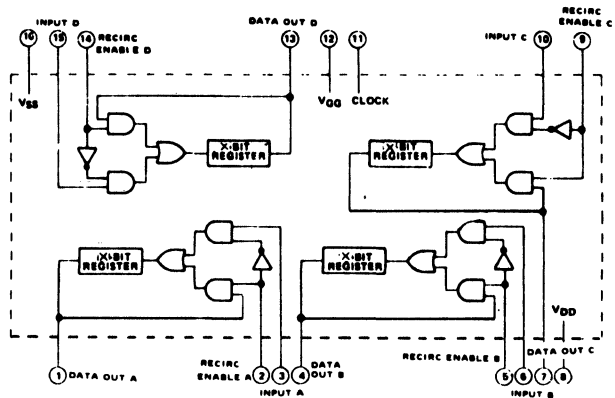 16
INPUT D
15
14
RECIRC
ENABLE D
DATA OUT D
13
12
11
INPUT C
10
RECIRC
ENABLE C
9
VSS
VGG
CLOCK
X-BIT
REGISTER
X-BIT
REGISTER
X-BIT
REGISTER
X-BIT
REGISTER
VDD
1
DATA OUT A
RECIRC
ENABLE A
2
3
INPUT A
4
DATA
OUT B
RECIRC ENABLE B
5
6
INPUT B
DATA OUT C
7
8